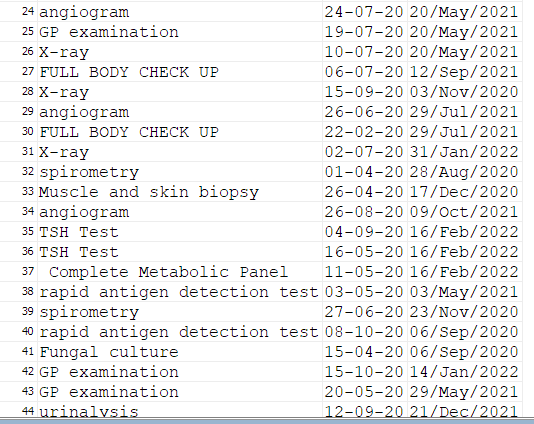 24 angiogram 24-07-20 20/May/2021
25 GP examination 19-07-20 20/May/2021
26 X-ray 10-07-20 20/May/2021
27 FULL BODY CHECK UP 06-07-20 12/Sep/2021
28 X-ray 15-09-20 03/Nov/2020
29 angiogram 26-06-20 29/Jul/2021
30 FULL BODY CHECK UP 22-02-20 29/Jul/2021
31 X-ray 02-07-20 31/Jan/2022
32 spirometry 01-04-20 28/Aug/2020
33 Muscle and skin biopsy 26-04-20 17/Dec/2020
34 angiogram 26-08-20 09/Oct/2021
35 TSH Test 04-09-20 16/Feb/2022
36 TSH Test 16-05-20 16/Feb/2022
37 Complete Metabolic Panel 11-05-20 16/Feb/2022
38 rapid antigen detection test 03-05-20 03/May/2021
39 spirometry 27-06-20 23/Nov/2020
40 rapid antigen detection test 08-10-20 06/Sep/2020
41 Fungal culture 15-04-20 06/Sep/2020
42 GP examination 15-10-20 14/Jan/2022
43 GP examination 20-05-20 29/May/2021
44 urinalysis 12-09-20 21/Dec/2021